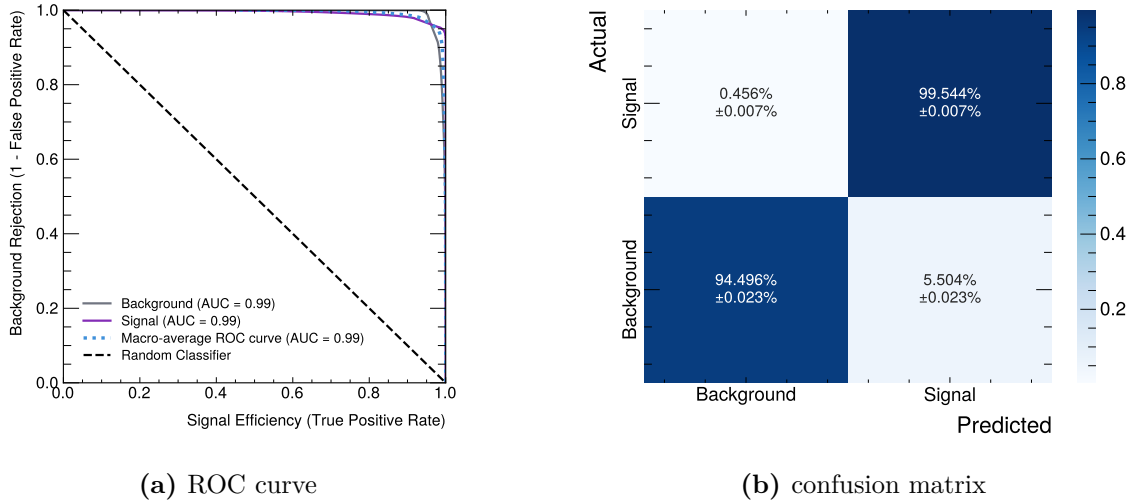 Background Rejection (1 - False Positive Rate)
1.0
0.8
0.6
0.4
0.2
0.0
Background (AUC = 0.99)
Signal (AUC = 0.99)
Macro-average ROC curve (AUC = 0.99)
Random Classifier
0.0 0.2 0.4 0.6 0.8 1.0
Signal Efficiency (True Positive Rate)
(a) ROC curve
Actual
Signal
Background
0.456%
±0.007%
99.544%
±0.007%
94.496%
±0.023%
5.504%
±0.023%
Background Signal
Predicted
0.8
0.6
0.4
0.2
(b) confusion matrix